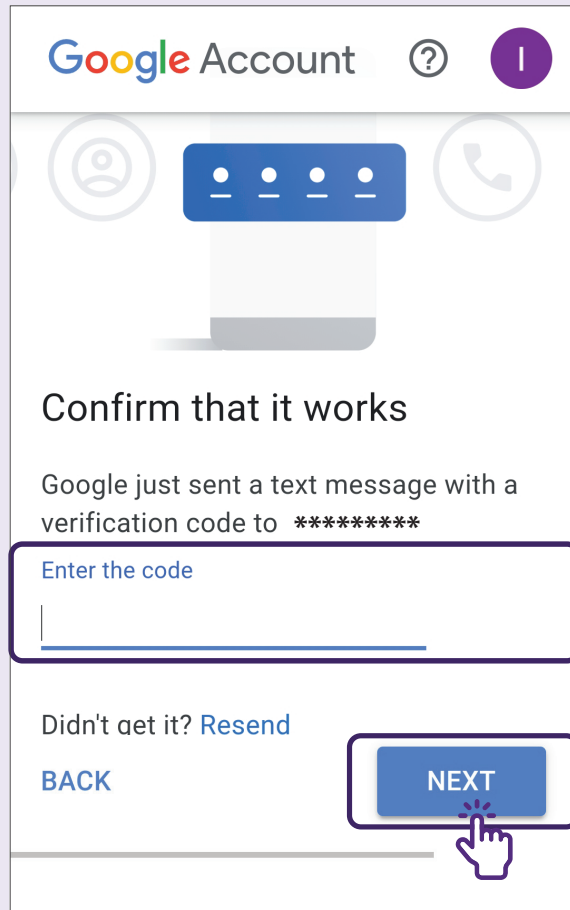 Google Account
I
Confirm that it works
Google just sent a text message with a
verification code to *********
Enter the code
Didn't get it? Resend
BACK
NEXT